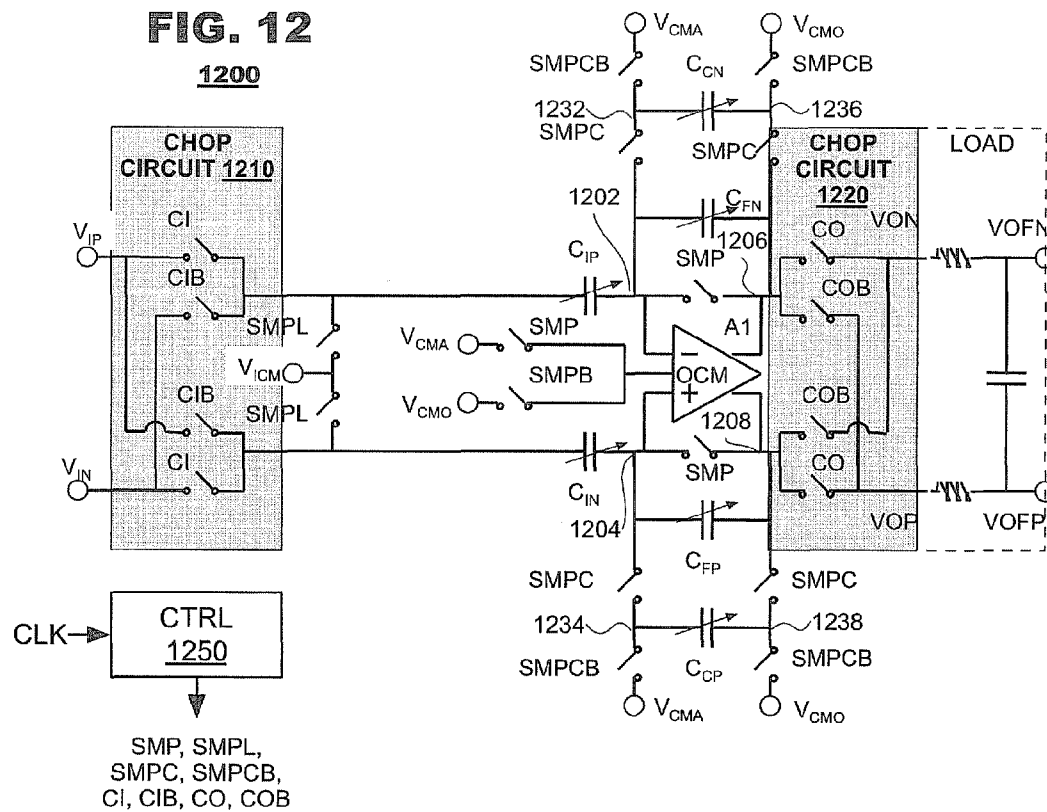 FIG. 12
1200
V_CMA V_CMO
SMPCB C_CN SMPCB
1232 1236
SMPC SMPC
CHOP CIRCUIT 1210
CHOP CIRCUIT 1220
LOAD
1202 C_FN
V_IP CI
CIB
C_IP SMP 1206
CO VON VOFN
COB
SMPL
V_CMA SMP
V_ICM
SMPB
V_CMO
A1
- OCM +
SMPL
CIB
COB
1208
CI
V_IN
C_IN SMP
CO
1204
VOP VOFP
C_FP
SMPC SMPC
1234 1238
SMPCB C_CP SMPCB
V_CMA V_CMO
CLK
CTRL
1250
SMP, SMPL,
SMPC, SMPCB,
CI, CIB, CO, COB